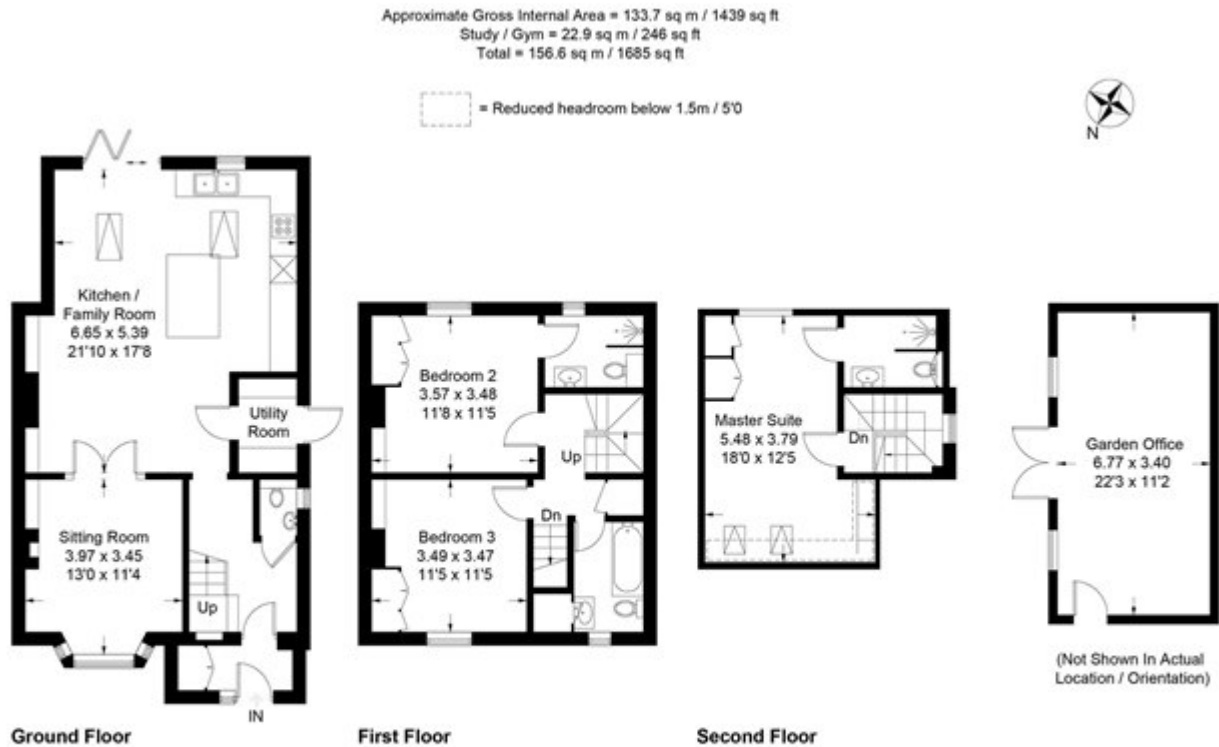 Approximate Gross Internal Area = 133.7 sq m / 1439 sq ft
Study / Gym = 22.9 sq m / 246 sq ft
Total = 156.6 sq m / 1685 sq ft
= Reduced headroom below 1.5m / 5'0
N
Kitchen /
Family Room
6.65 x 5.39
21'10 x 17'8
Utility
Room
Sitting Room
3.97 x 3.45
13'0 x 11'4
Up
IN
Ground Floor
Bedroom 2
3.57 x 3.48
11'8 x 11'5
Up
Dn
Bedroom 3
3.49 x 3.47
11'5 x 11'5
First Floor
Master Suite
5.48 x 3.79
18'0 x 12'5
Dn
Second Floor
Garden Office
6.77 x 3.40
22'3 x 11'2
(Not Shown In Actual
Location / Orientation)